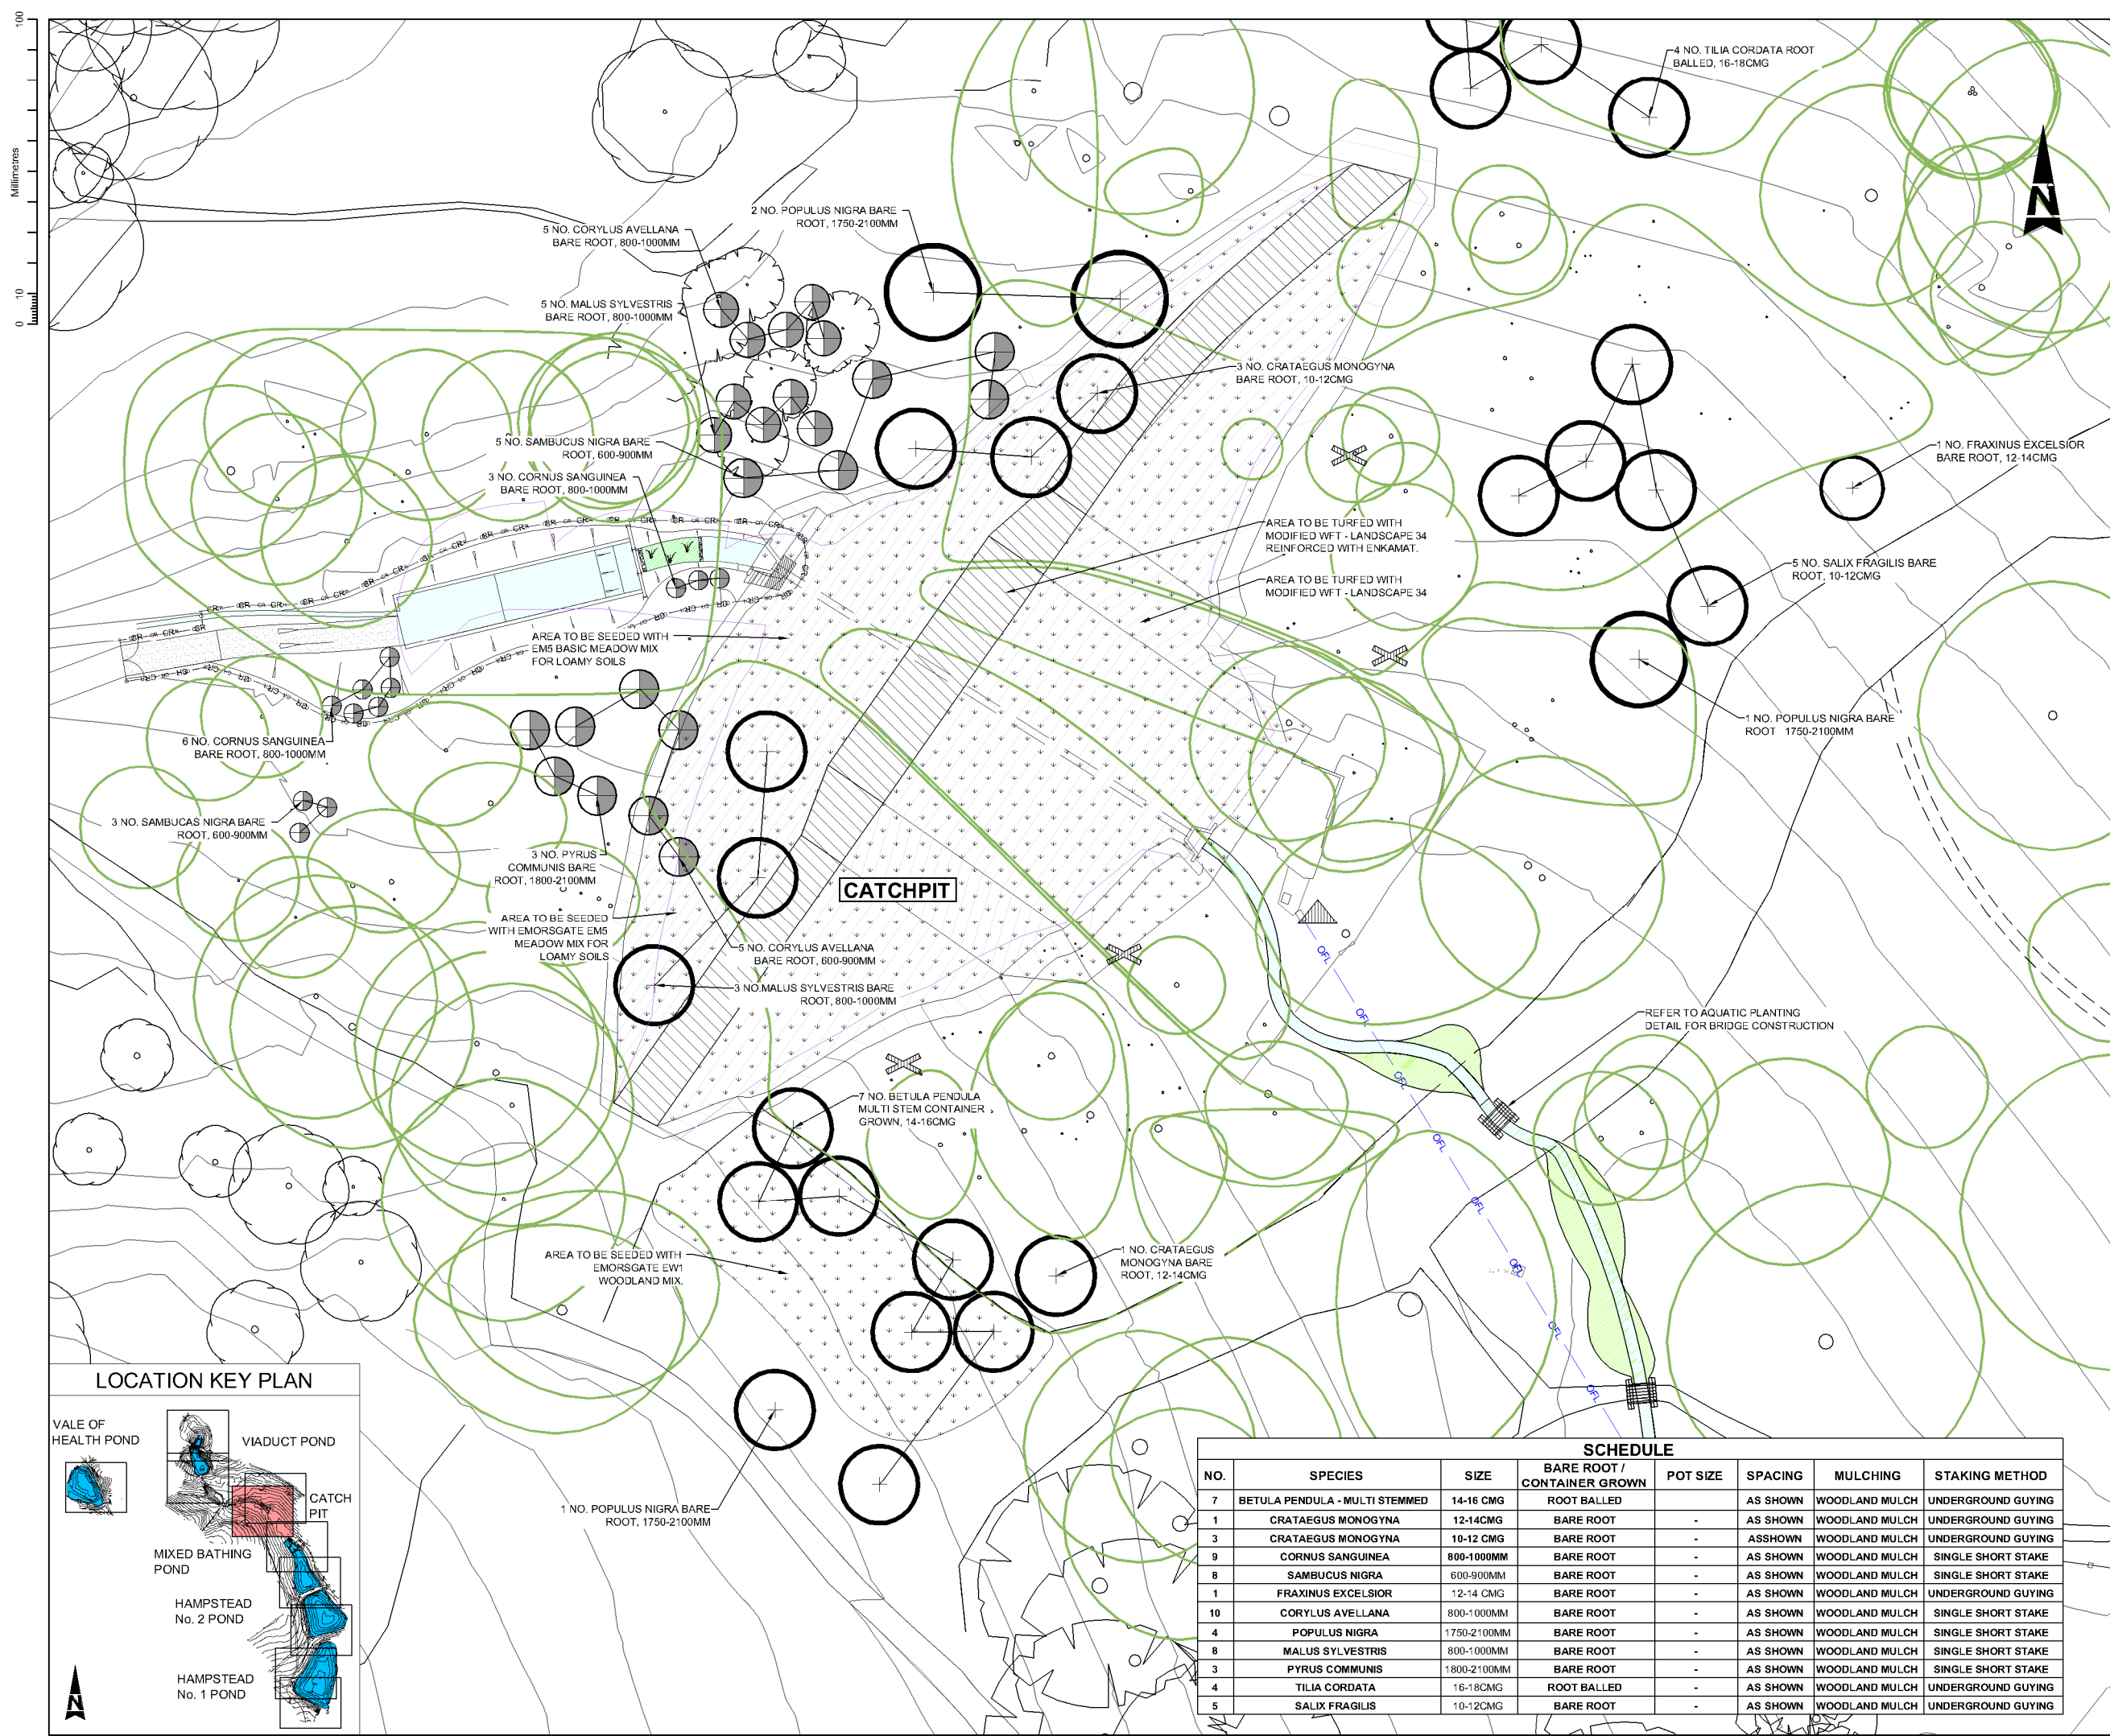 100
Millimetres
10
0
4 NO. TILIA CORDATA ROOT
BALLED, 16-18CMG
N
2 NO. POPULUS NIGRA BARE
ROOT, 1750-2100MM
5 NO. CORYLUS AVELLANA
BARE ROOT, 800-1000MM
5 NO. MALUS SYLVESTRIS
BARE ROOT, 800-1000MM
3 NO. CRATAEGUS MONOGYNA
BARE ROOT, 10-12CMG
5 NO. SAMBUCUS NIGRA BARE
ROOT, 600-900MM
3 NO. CORNUS SANGUINEA
BARE ROOT, 800-1000MM
1 NO. FRAXINUS EXCELSIOR
BARE ROOT, 12-14CMG
AREA TO BE TURFED WITH
MODIFIED WFT - LANDSCAPE 34
REINFORCED WITH ENKAMAT.
AREA TO BE TURFED WITH
MODIFIED WFT - LANDSCAPE 34
5 NO. SALIX FRAGILIS BARE
ROOT, 10-12CMG
AREA TO BE SEEDED WITH
EM5 BASIC MEADOW MIX
FOR LOAMY SOILS
1 NO. POPULUS NIGRA BARE
ROOT 1750-2100MM
6 NO. CORNUS SANGUINEA
BARE ROOT, 800-1000MM
3 NO. SAMBUCAS NIGRA BARE
ROOT, 600-900MM
3 NO. PYRUS
COMMUNIS BARE
ROOT, 1800-2100MM
CATCHPIT
AREA TO BE SEEDED
WITH EMORSGATE EM5
MEADOW MIX FOR
LOAMY SOILS
5 NO. CORYLUS AVELLANA
BARE ROOT, 600-900MM
3 NO.MALUS SYLVESTRIS BARE
ROOT, 800-1000MM
OFL
OFL
OFL
OFL
OFL
OFL
OFL
OFL
REFER TO AQUATIC PLANTING
DETAIL FOR BRIDGE CONSTRUCTION
7 NO. BETULA PENDULA
MULTI STEM CONTAINER
GROWN, 14-16CMG
AREA TO BE SEEDED WITH
EMORSGATE EW1
WOODLAND MIX.
1 NO. CRATAEGUS
MONOGYNA BARE
ROOT, 12-14CMG
1 NO. POPULUS NIGRA BARE
ROOT, 1750-2100MM
LOCATION KEY PLAN
VALE OF
HEALTH POND
VIADUCT POND
CATCH
PIT
MIXED BATHING
POND
HAMPSTEAD
No. 2 POND
HAMPSTEAD
No. 1 POND
N
SCHEDULE
NO. SPECIES SIZE BARE ROOT / CONTAINER GROWN POT SIZE SPACING MULCHING STAKING METHOD
7 BETULA PENDULA - MULTI STEMMED 14-16 CMG ROOT BALLED AS SHOWN WOODLAND MULCH UNDERGROUND GUYING
1 CRATAEGUS MONOGYNA 12-14CMG BARE ROOT - AS SHOWN WOODLAND MULCH UNDERGROUND GUYING
3 CRATAEGUS MONOGYNA 10-12 CMG BARE ROOT - ASSHOWN WOODLAND MULCH UNDERGROUND GUYING
9 CORNUS SANGUINEA 800-1000MM BARE ROOT - AS SHOWN WOODLAND MULCH SINGLE SHORT STAKE
8 SAMBUCUS NIGRA 600-900MM BARE ROOT - AS SHOWN WOODLAND MULCH SINGLE SHORT STAKE
1 FRAXINUS EXCELSIOR 12-14 CMG BARE ROOT - AS SHOWN WOODLAND MULCH UNDERGROUND GUYING
10 CORYLUS AVELLANA 800-1000MM BARE ROOT - AS SHOWN WOODLAND MULCH SINGLE SHORT STAKE
4 POPULUS NIGRA 1750-2100MM BARE ROOT - AS SHOWN WOODLAND MULCH SINGLE SHORT STAKE
8 MALUS SYLVESTRIS 800-1000MM BARE ROOT - AS SHOWN WOODLAND MULCH SINGLE SHORT STAKE
3 PYRUS COMMUNIS 1800-2100MM BARE ROOT - AS SHOWN WOODLAND MULCH SINGLE SHORT STAKE
4 TILIA CORDATA 16-18CMG ROOT BALLED - AS SHOWN WOODLAND MULCH UNDERGROUND GUYING
5 SALIX FRAGILIS 10-12CMG BARE ROOT - AS SHOWN WOODLAND MULCH UNDERGROUND GUYING